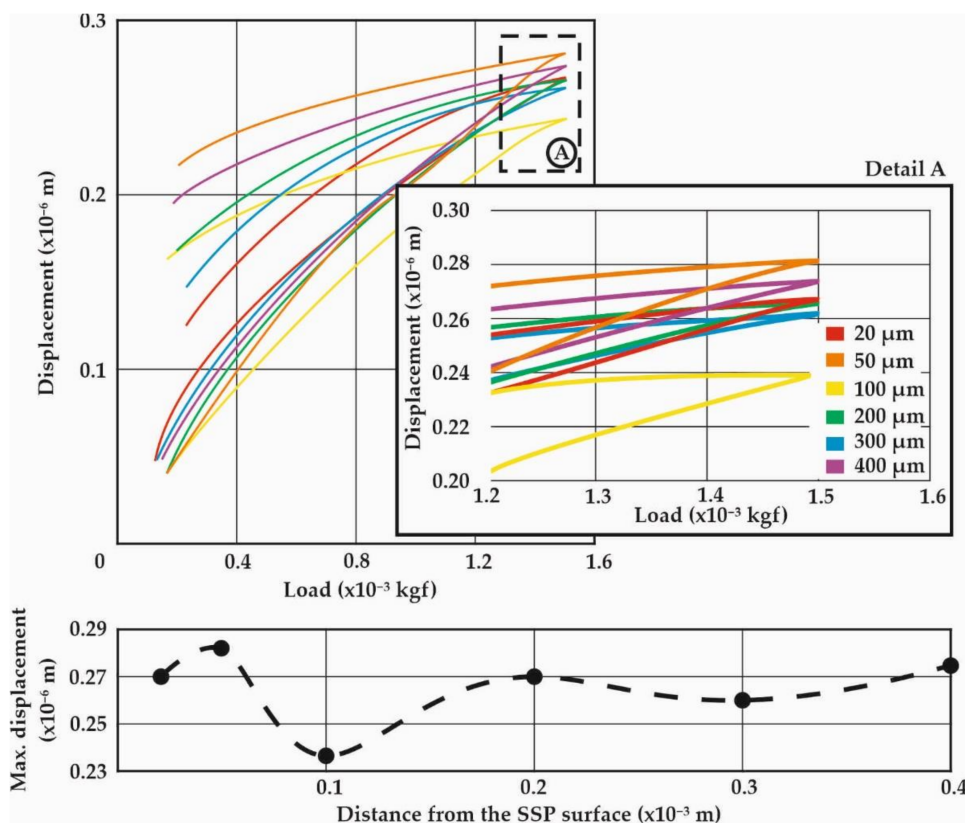 0.3
0.2
0.1
0
0.4
0.8
1.2
1.6
Displacement (x10⁻⁶ m)
Load (x10⁻³ kgf)
A
Detail A
0.30
0.28
0.26
0.24
0.22
0.20
1.2
1.3
1.4
1.5
1.6
Displacement (x10⁻⁶ m)
Load (x10⁻³ kgf)
20 μm
50 μm
100 μm
200 μm
300 μm
400 μm
Max. displacement
(x10⁻⁶ m)
0.29
0.27
0.25
0.23
0.1
0.2
0.3
0.4
Distance from the SSP surface (x10⁻³ m)